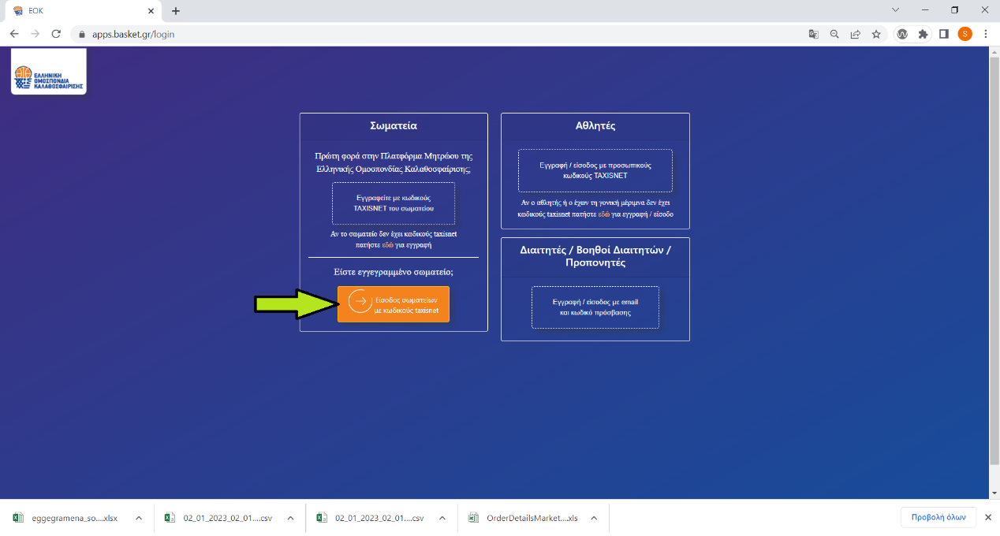 ΕΟΚ
apps.basket.gr/login
S
ΕΛΛΗΝΙΚΗ
ΟΜΟΣΠΟΝΔΙΑ
ΚΑΛΑΘΟΣΦΑΙΡΙΣΗΣ
Σωματεία
Πρώτη φορά στην Πλατφόρμα Μητρώου της
Ελληνικής Ομοσπονδίας Καλαθοσφαίρισης;
Εγγραφείτε με κωδικούς
TAXISNET του σωματείου
Αν το σωματείο δεν έχει κωδικούς taxisnet
πατήστε εδώ για εγγραφή
Είστε εγγεγραμμένο σωματείο;
Είσοδος σωματείων
με κωδικούς taxisnet
Αθλητές
Εγγραφή / είσοδος με προσωπικούς
κωδικούς TAXISNET
Αν ο αθλητής ή ο έχων τη γονική μέριμνα δεν έχει
κωδικούς taxisnet πατήστε εδώ για εγγραφή / είσοδο
Διαιτητές / Βοηθοί Διαιτητών /
Προπονητές
Εγγραφή / είσοδος με email
και κωδικό πρόσβασης
eggegramena_so....xlsx
02_01_2023_02_01....csv
02_01_2023_02_01....csv
OrderDetailsMarket....xls
Προβολή όλων